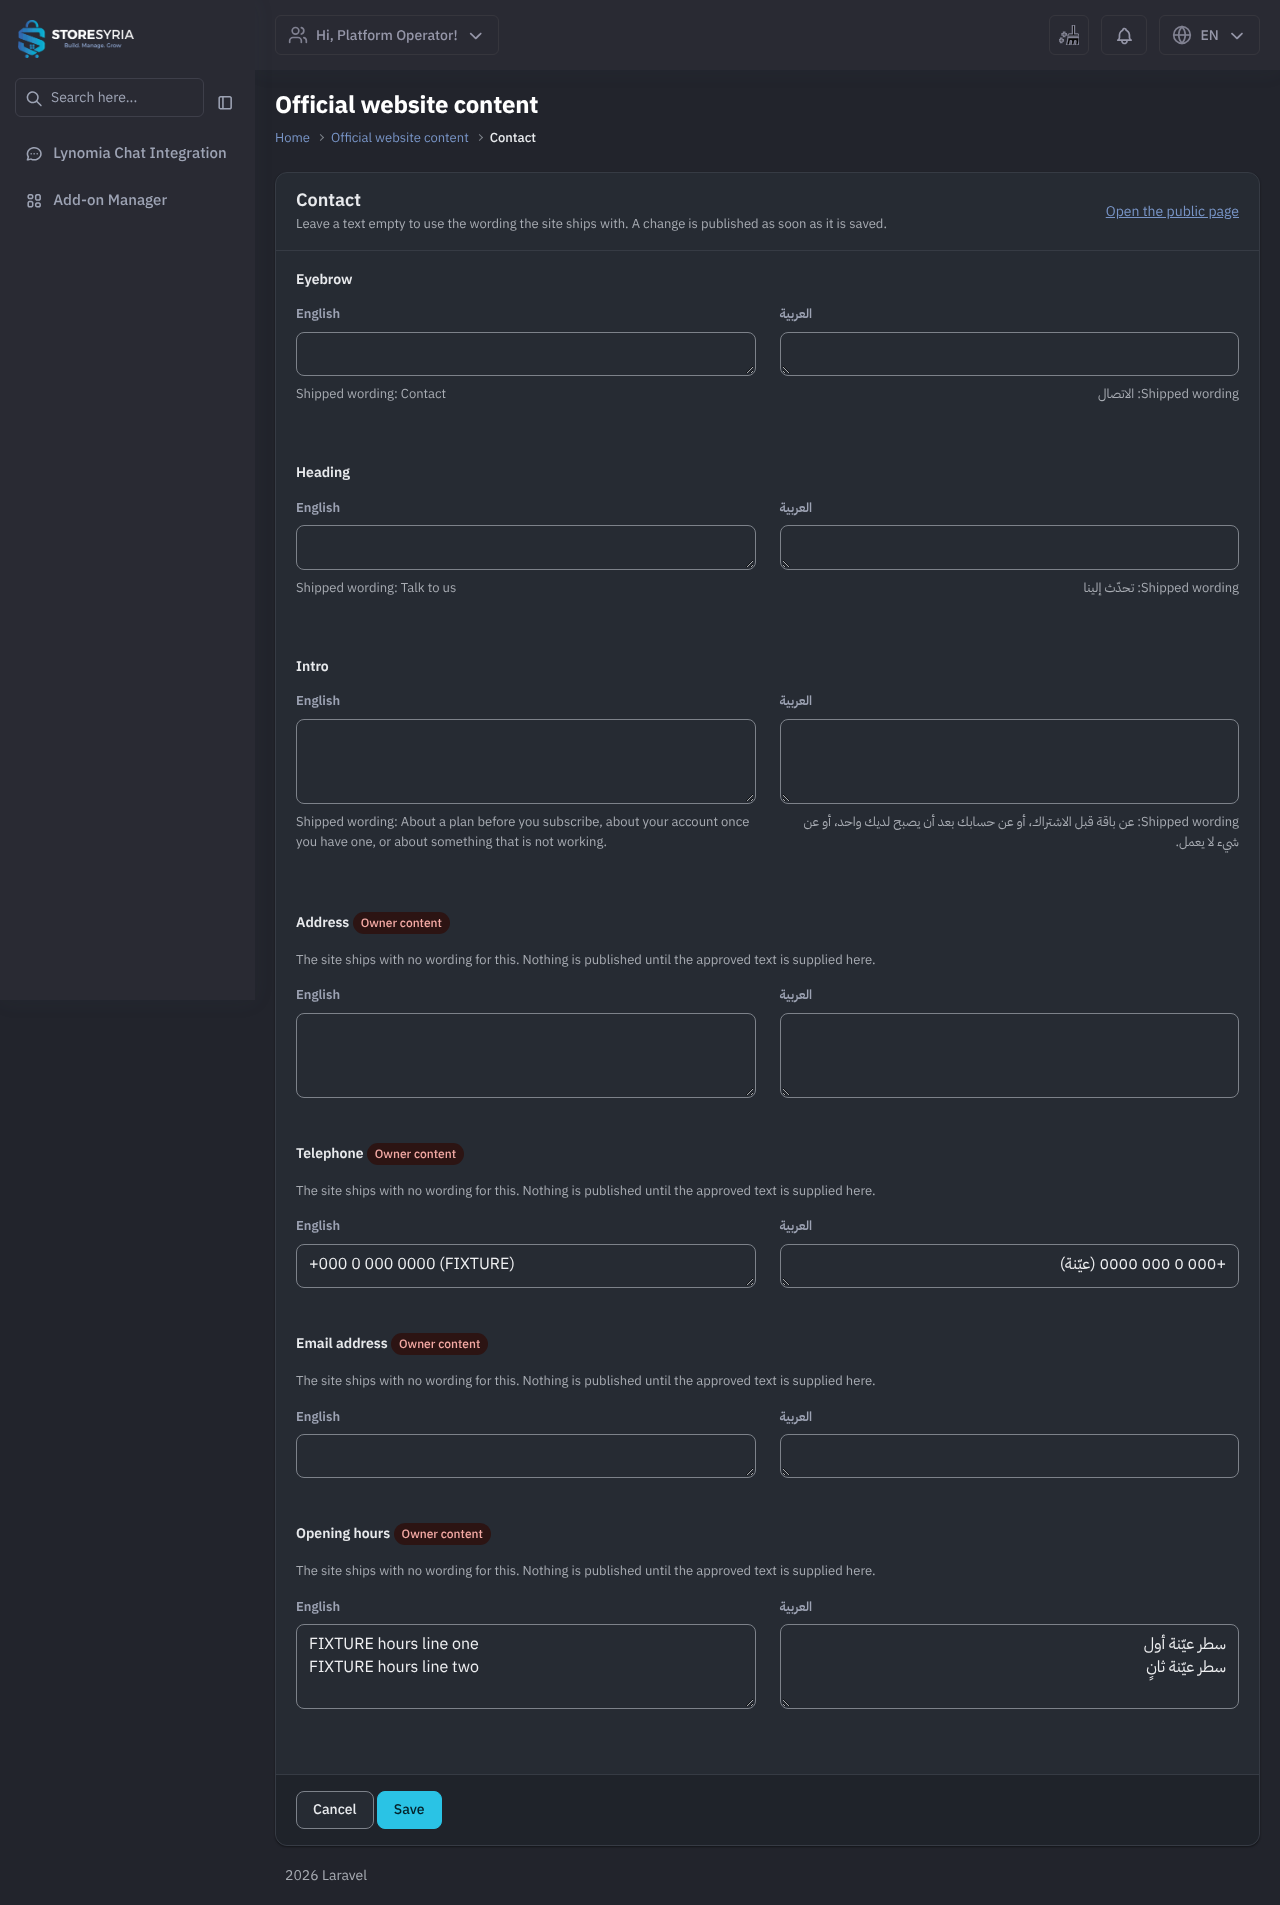 STORESYRIA
Build. Manage. Grow
Hi, Platform Operator!
EN
Search here...
Lynomia Chat Integration
Add-on Manager
Official website content
Home > Official website content > Contact
Contact
Leave a text empty to use the wording the site ships with. A change is published as soon as it is saved.
Open the public page
Eyebrow
English
العربية
Shipped wording: Contact
Shipped wording: الاتصال
Heading
English
العربية
Shipped wording: Talk to us
Shipped wording: تحدّث إلينا
Intro
English
العربية
Shipped wording: About a plan before you subscribe, about your account once
you have one, or about something that is not working.
Shipped wording: عن باقة قبل الاشتراك، أو عن حسابك بعد أن يصبح لديك واحد، أو عن
شيء لا يعمل.
Address Owner content
The site ships with no wording for this. Nothing is published until the approved text is supplied here.
English
العربية
Telephone Owner content
The site ships with no wording for this. Nothing is published until the approved text is supplied here.
English
العربية
+000 0 000 0000 (FIXTURE)
+000 0 000 0000 (عيّنة)
Email address Owner content
The site ships with no wording for this. Nothing is published until the approved text is supplied here.
English
العربية
Opening hours Owner content
The site ships with no wording for this. Nothing is published until the approved text is supplied here.
English
العربية
FIXTURE hours line one
FIXTURE hours line two
سطر عيّنة أول
سطر عيّنة ثانٍ
Cancel
Save
2026 Laravel